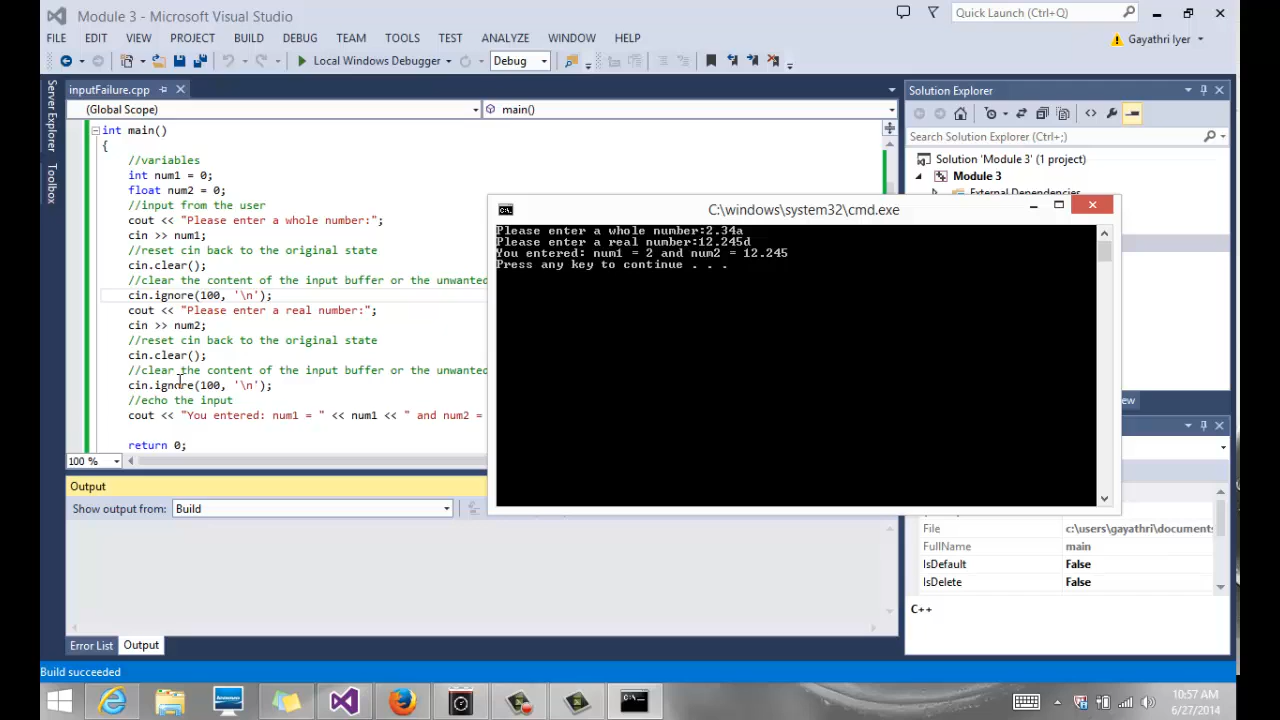 Module 3 - Microsoft Visual Studio
Quick Launch (Ctrl+Q)
FILE EDIT VIEW PROJECT BUILD DEBUG TEAM TOOLS TEST ANALYZE WINDOW HELP
Gayathri Iyer
Local Windows Debugger
Debug
Server Explorer
Toolbox
inputFailure.cpp
(Global Scope)
main()
int main()
{
//variables
int num1 = 0;
float num2 = 0;
//input from the user
cout << "Please enter a whole number:";
cin >> num1;
//reset cin back to the original state
cin.clear();
//clear the content of the input buffer or the unwanted
cin.ignore(100, '\n');
cout << "Please enter a real number:";
cin >> num2;
//reset cin back to the original state
cin.clear();
//clear the content of the input buffer or the unwanted
cin.ignore(100, '\n');
//echo the input
cout << "You entered: num1 = " << num1 << " and num2 =
return 0;
100 %
C:\windows\system32\cmd.exe
Please enter a whole number:2.34a
Please enter a real number:12.245d
You entered: num1 = 2 and num2 = 12.245
Press any key to continue . . .
Solution Explorer
Search Solution Explorer (Ctrl+;)
Solution 'Module 3' (1 project)
Module 3
External Dependencies
ew
File c:\users\gayathri\documents
FullName main
IsDefault False
IsDelete False
C++
Output
Show output from: Build
Error List Output
Build succeeded
10:57 AM
6/27/2014